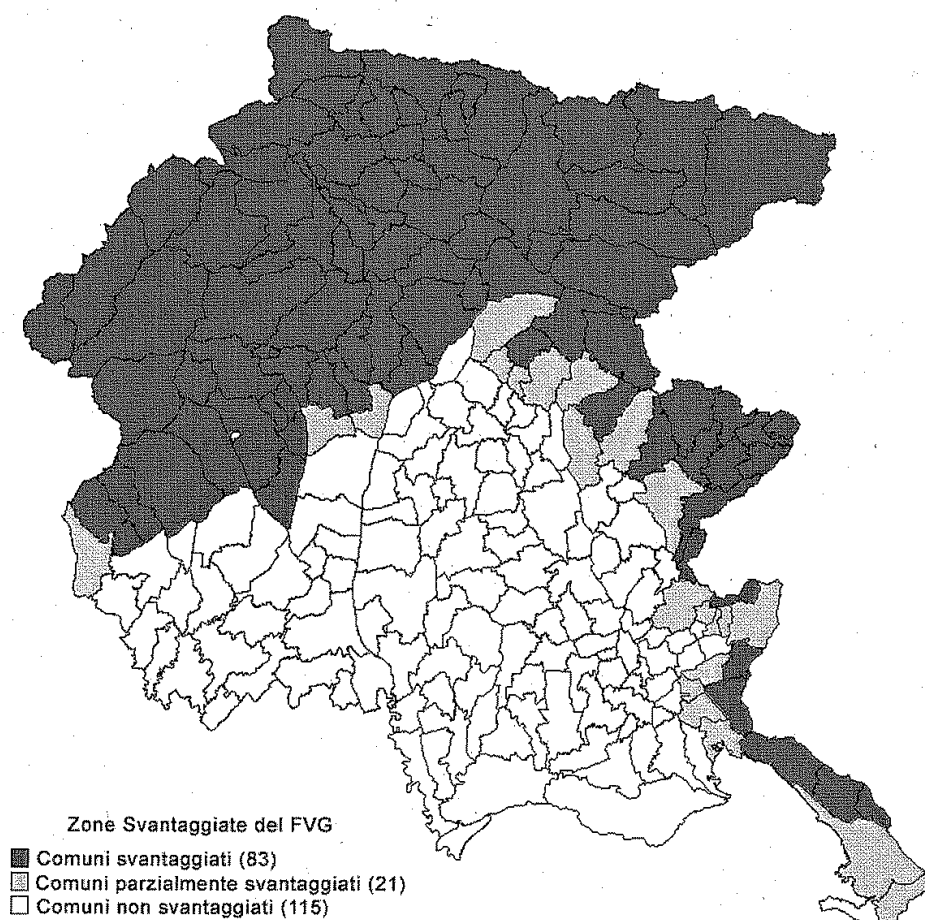 Zone Svantaggiate del FVG
Comuni svantaggiati (83)
Comuni parzialmente svantaggiati (21)
Comuni non svantaggiati (115)